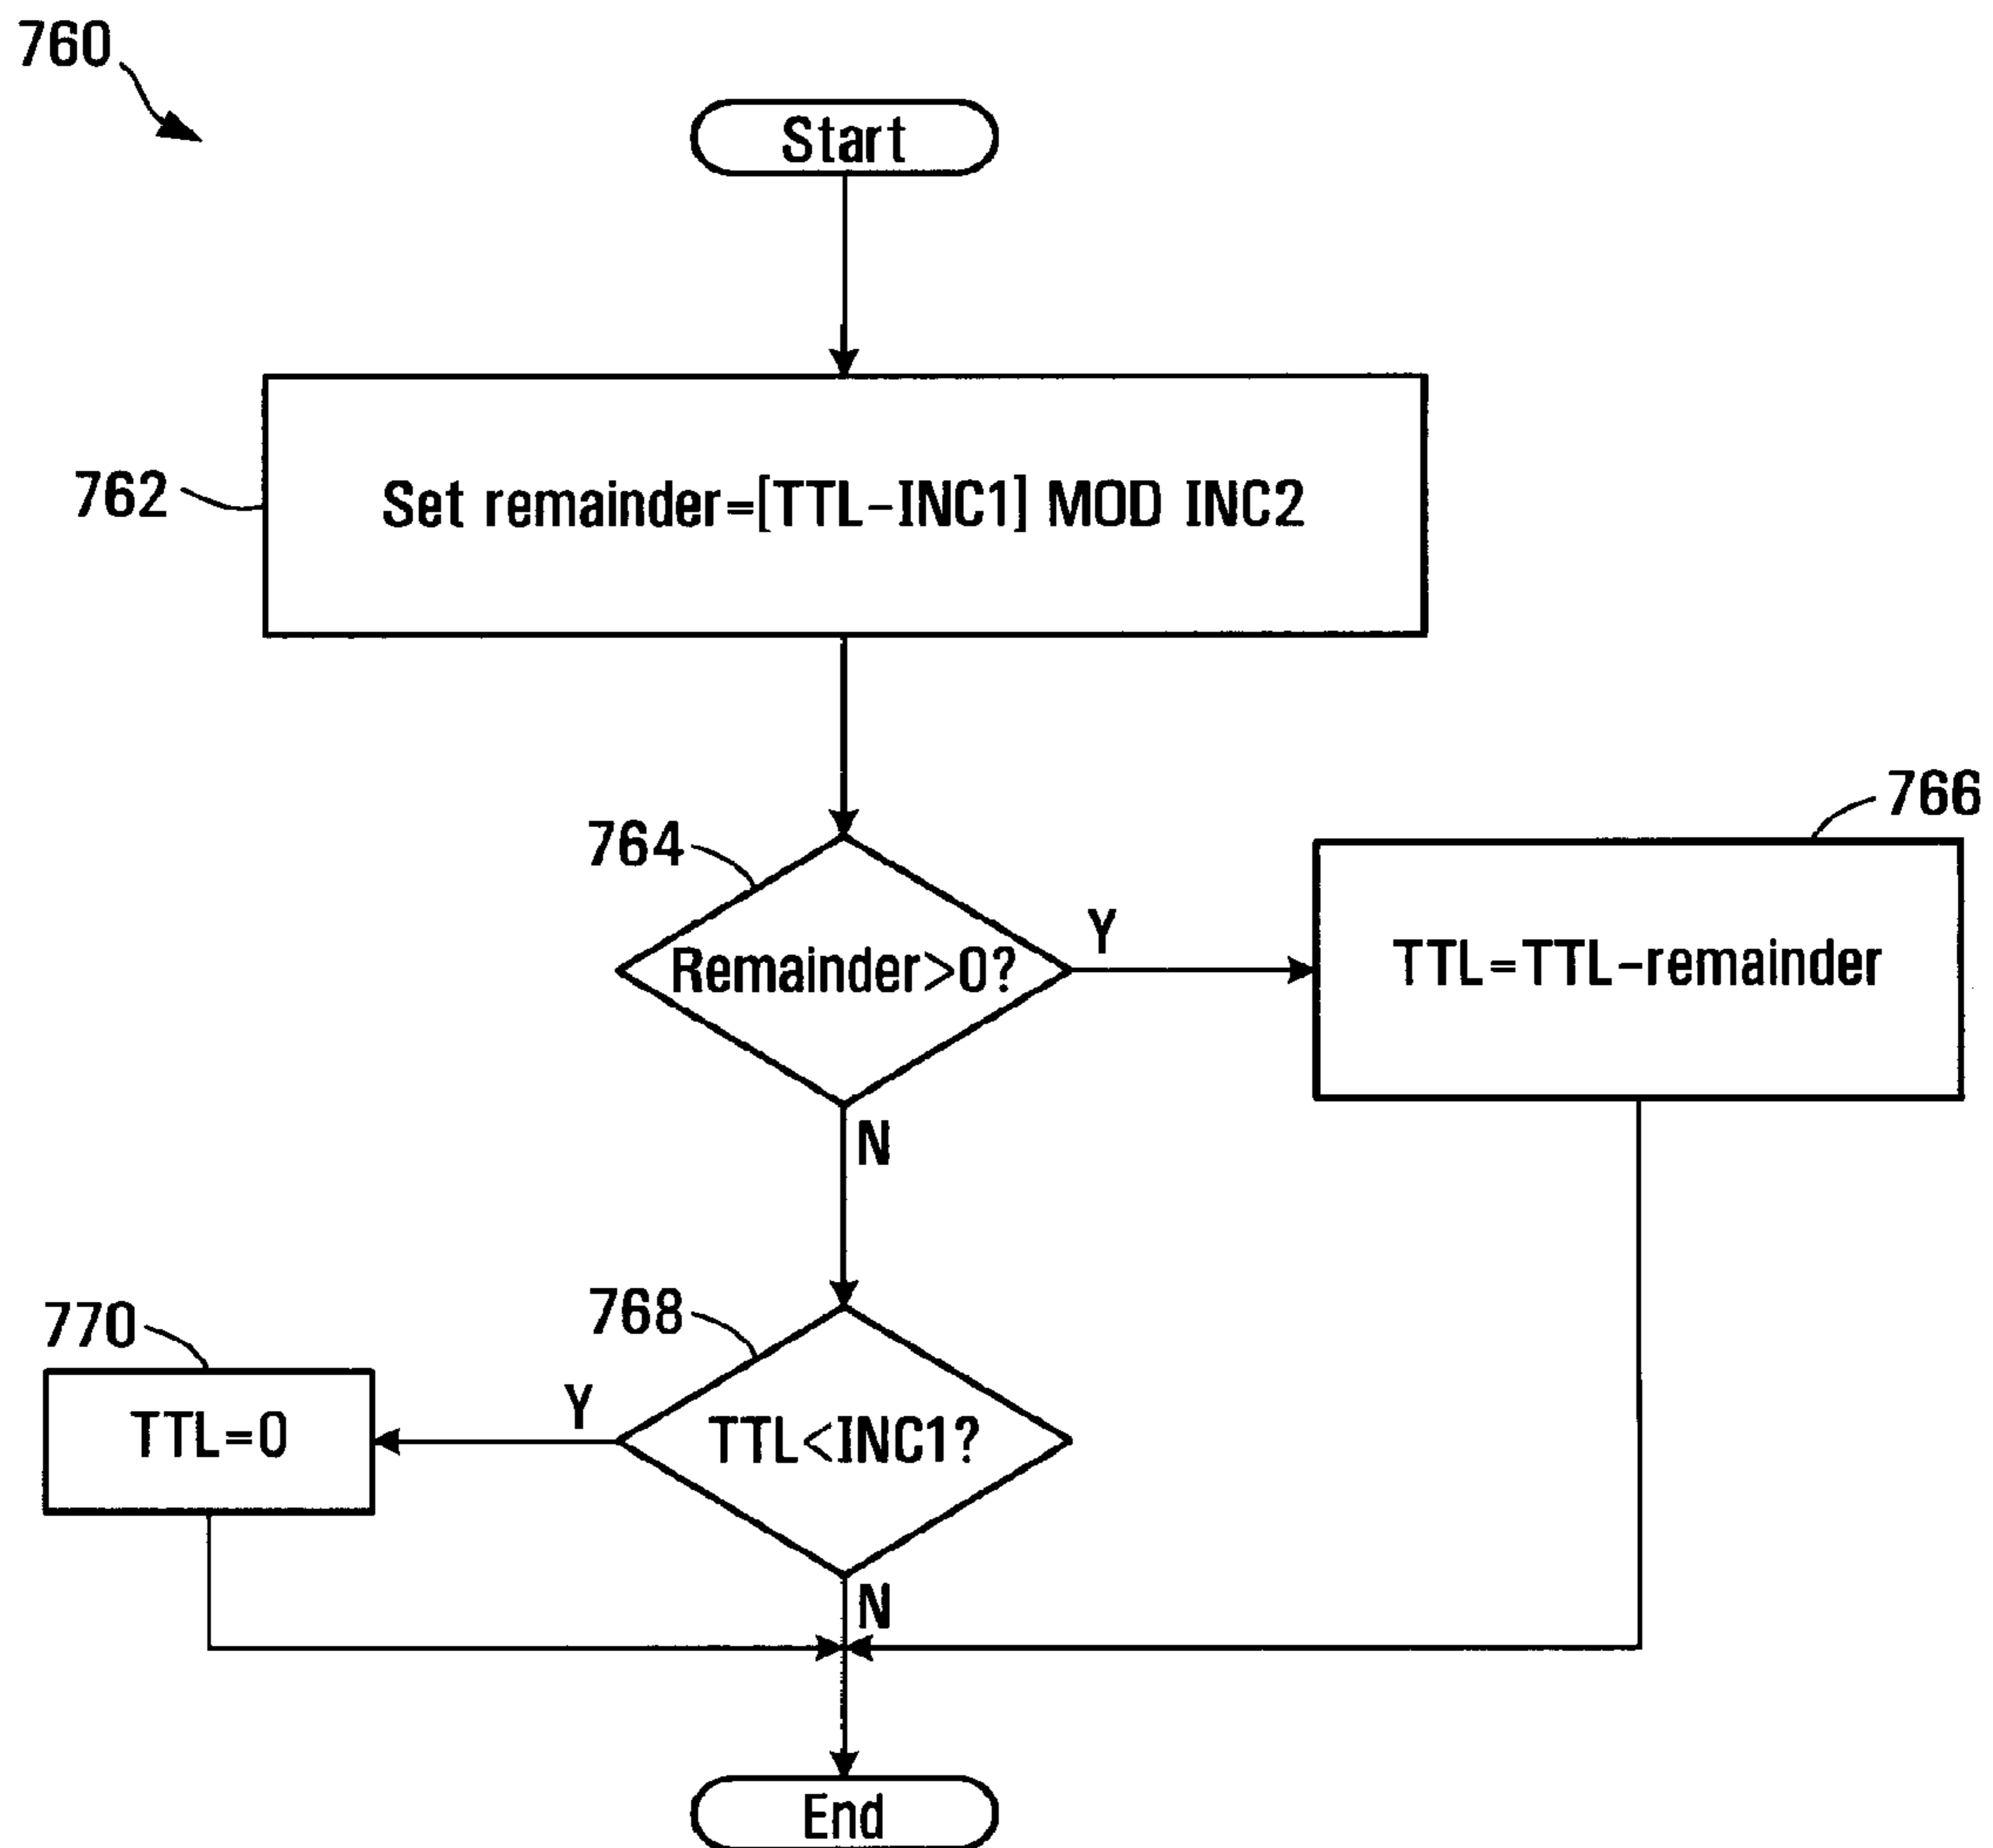 760
Start
762
Set remainder=[TTL-INC1] MOD INC2
764
766
Remainder>0?
Y
TTL=TTL-remainder
N
768
770
TTL<INC1?
Y
TTL=0
N
End